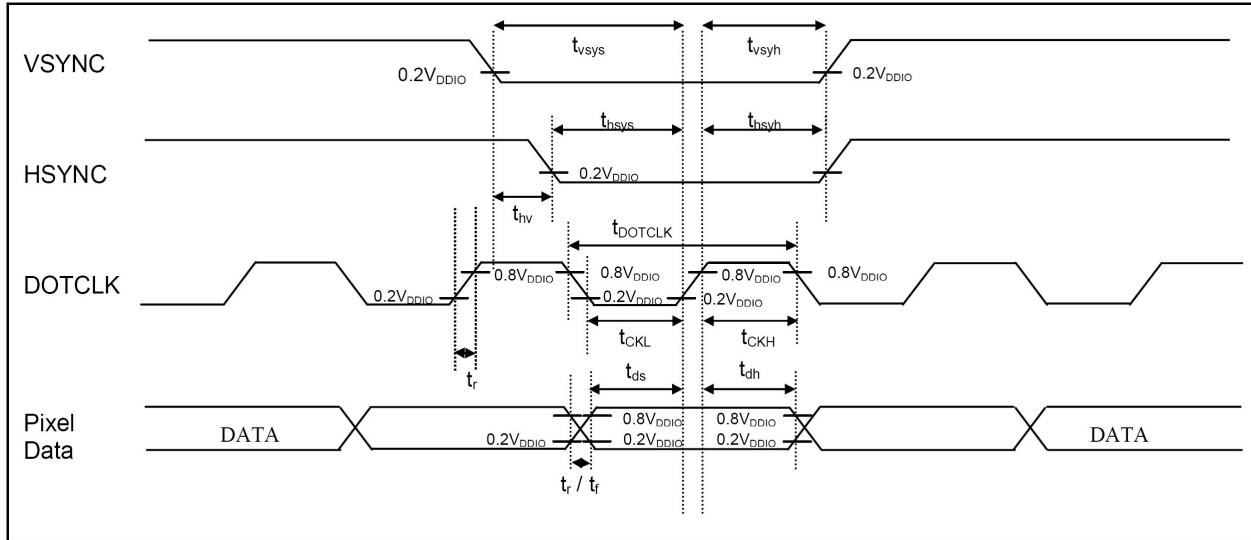 t_vsys t_vsyh
VSYNC 0.2V_DDIO 0.2V_DDIO
t_hsys t_hsyh
HSYNC 0.2V_DDIO
t_hv
t_DOTCLK
0.8V_DDIO 0.8V_DDIO 0.8V_DDIO 0.8V_DDIO
DOTCLK 0.2V_DDIO 0.2V_DDIO 0.2V_DDIO
t_CKL t_CKH
t_r t_ds t_dh
Pixel
Data
0.8V_DDIO 0.8V_DDIO
DATA 0.2V_DDIO 0.2V_DDIO 0.2V_DDIO DATA
t_r / t_f